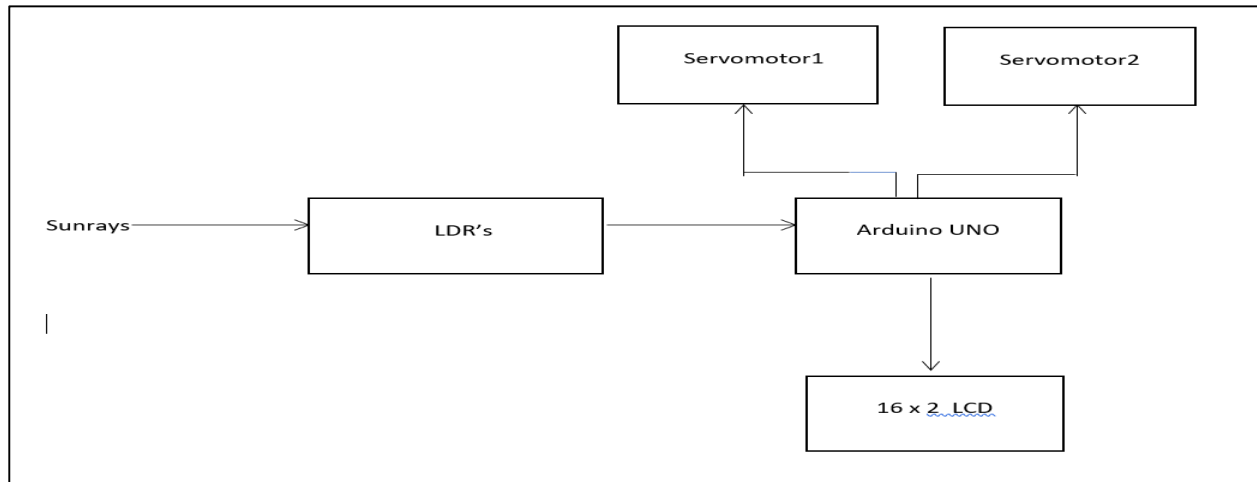 Servomotor1
Servomotor2
Sunrays
LDR’s
Arduino UNO
16 x 2 LCD